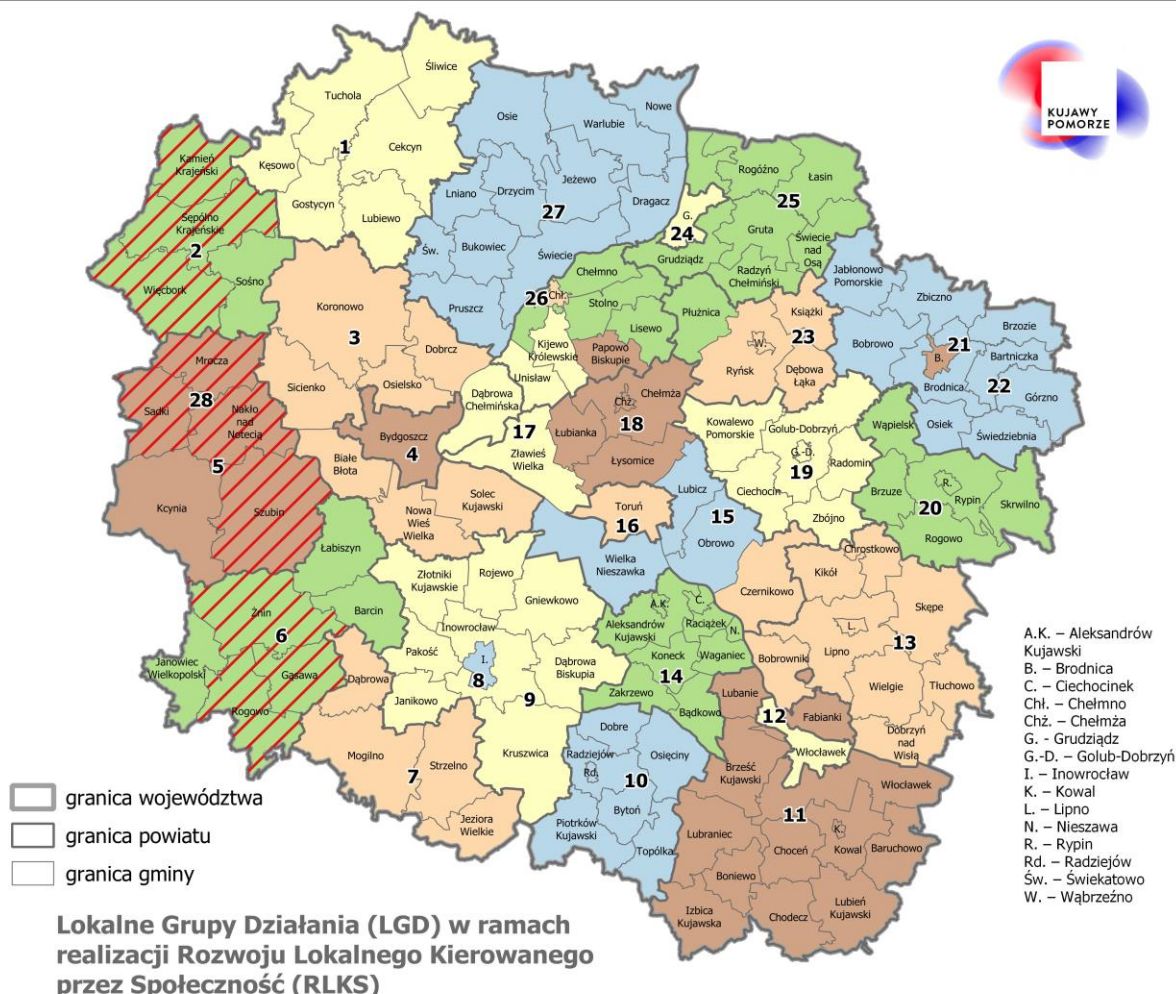 Śliwice
Tuchola
1
Cekcyn
Kęsowo
Gostycyn
Lubiewo
Osie
Warlubie
Nowe
Lniano
Drzycim
Jeżewo
27
Dragacz
Św.
Bukowiec
Świecie
Pruszcz
KUJAWY
POMORZE
Kamień
Krajeński
Sępólno
Krajeńskie
2
Więcbork
Sośno
Rogóźno
Łasin
25
G.
24
Gruta
Grudziądz
Świecie
nad
Osą
Radzyń
Chełmiński
Chełmno
26
Chł.
Stolno
Lisewo
Płużnica
Kijewo
Królewskie
Papowo
Biskupie
Unisław
Koronowo
3
Dobrcz
Sicienko
Osielsko
Dąbrowa
Chełmińska
17
Zławieś
Wielka
Bydgoszcz
4
Białe
Błota
Nowa
Wieś
Wielka
Solec
Kujawski
Mrocza
28
Sadki
Nakło
nad
Notecią
5
Kcynia
Szubin
Jabłonowo
Pomorskie
Zbiczno
Brzozie
21
Bobrowo
B.
Bartniczka
Brodnica
22
Górzno
Osiek
Świedziebnia
Książki
23
W.
Ryńsk
Dębowa
Łąka
Chż.
Chełmża
18
Łubianka
Łysomice
Kowalewo
Pomorskie
Golub-Dobrzyń
G.-D.
Radomin
19
Ciechocin
Zbójno
Wąpielsk
Brzuze
R.
Rypin
Skrwilno
20
Rogowo
Lubicz
15
Obrowo
Toruń
16
Wielka
Nieszawka
Łabiszyn
Barcin
Żnin
6
Janowiec
Wielkopolski
Gąsawa
Rogowo
Złotniki
Kujawskie
Rojewo
Gniewkowo
Inowrocław
Pakość
I.
8
Dąbrowa
Biskupia
Janikowo
9
Kruszwica
Dąbrowa
Mogilno
7
Strzelno
Jeziora
Wielkie
A.K.
C.
Aleksandrów
Kujawski
Raciążek
N.
Koneck
Waganiec
14
Zakrzewo
Bądkowo
Czernikowo
Chrostkowo
Kikół
Skępe
L.
Lipno
13
Bobrowniki
Wielgie
Tłuchowo
Dobrzyń
nad
Wisłą
Lubanie
12
Fabianki
Włocławek
Dobre
Radziejów
Osięciny
Rd.
10
Bytoń
Piotrków
Kujawski
Topólka
Brześć
Kujawski
Włocławek
11
Lubraniec
Choceń
K.
Kowal
Baruchowo
Boniewo
Izbica
Kujawska
Chodecz
Lubień
Kujawski
A.K. – Aleksandrów
Kujawski
B. – Brodnica
C. – Ciechocinek
Chł. – Chełmno
Chż. – Chełmża
G. - Grudziądz
G.-D. – Golub-Dobrzyń
I. – Inowrocław
K. – Kowal
L. – Lipno
N. – Nieszawa
R. – Rypin
Rd. – Radziejów
Św. – Świekatowo
W. – Wąbrzeźno
granica województwa
granica powiatu
granica gminy
Lokalne Grupy Działania (LGD) w ramach
realizacji Rozwoju Lokalnego Kierowanego
przez Społeczność (RLKS)